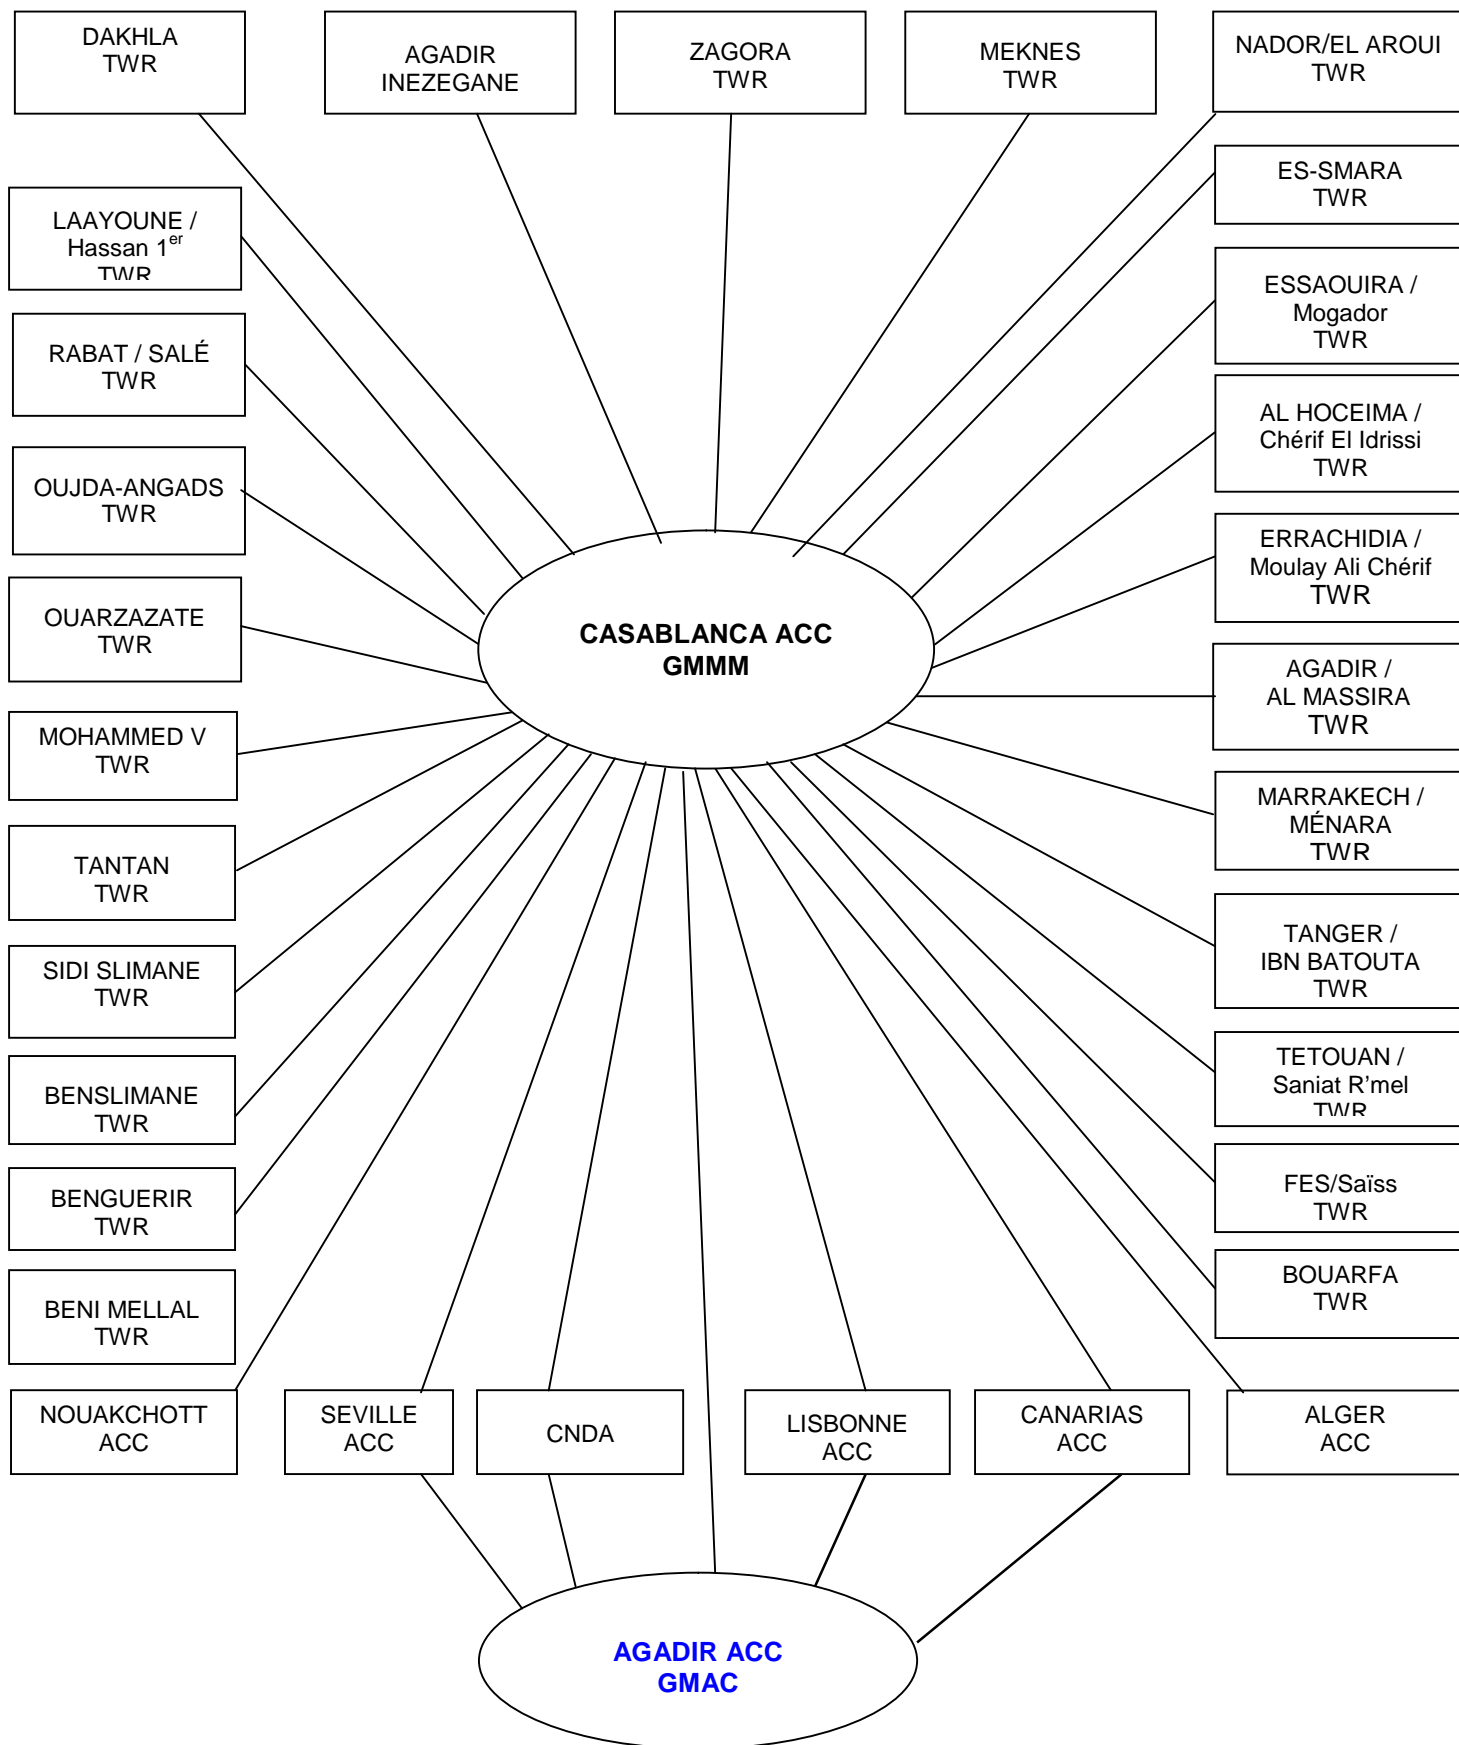 DAKHLA
TWR
AGADIR
INEZEGANE
ZAGORA
TWR
MEKNES
TWR
NADOR/EL AROUI
TWR
ES-SMARA
TWR
LAAYOUNE /
Hassan 1er
TWR
ESSAOUIRA /
Mogador
TWR
RABAT / SALÉ
TWR
AL HOCEIMA /
Chérif El Idrissi
TWR
OUJDA-ANGADS
TWR
ERRACHIDIA /
Moulay Ali Chérif
TWR
OUARZAZATE
TWR
CASABLANCA ACC
GMMM
AGADIR /
AL MASSIRA
TWR
MOHAMMED V
TWR
MARRAKECH /
MÉNARA
TWR
TANTAN
TWR
TANGER /
IBN BATOUTA
TWR
SIDI SLIMANE
TWR
TETOUAN /
Saniat R’mel
TWR
BENSLIMANE
TWR
FES/Saïss
TWR
BENGUERIR
TWR
BOUARFA
TWR
BENI MELLAL
TWR
NOUAKCHOTT
ACC
SEVILLE
ACC
CNDA
LISBONNE
ACC
CANARIAS
ACC
ALGER
ACC
AGADIR ACC
GMAC